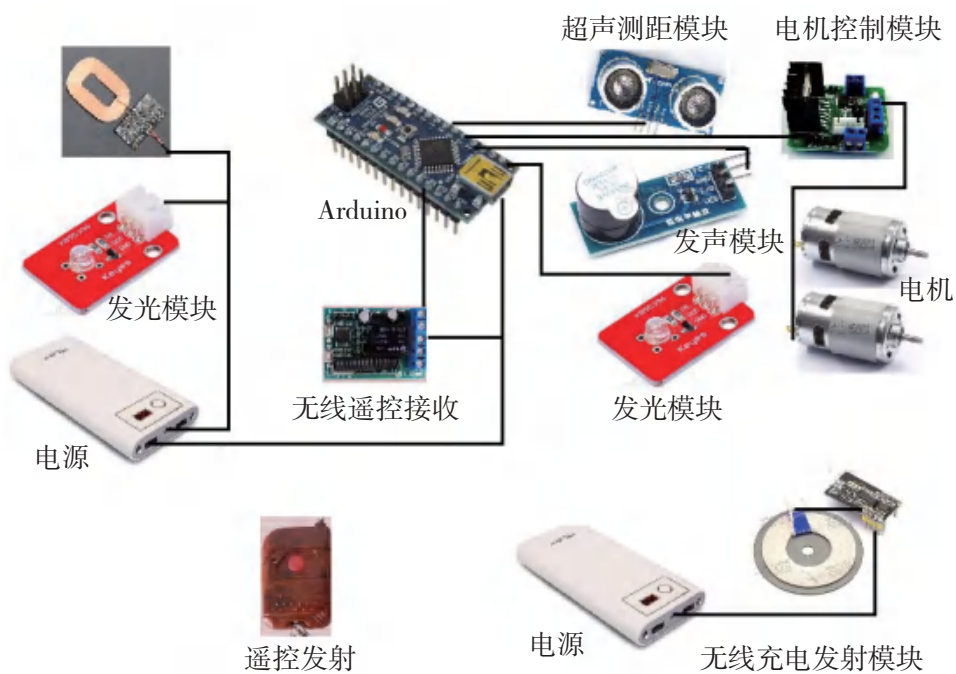 超声测距模块
电机控制模块
Arduino
发声模块
发光模块
电机
无线遥控接收
发光模块
电源
遥控发射
电源
无线充电发射模块